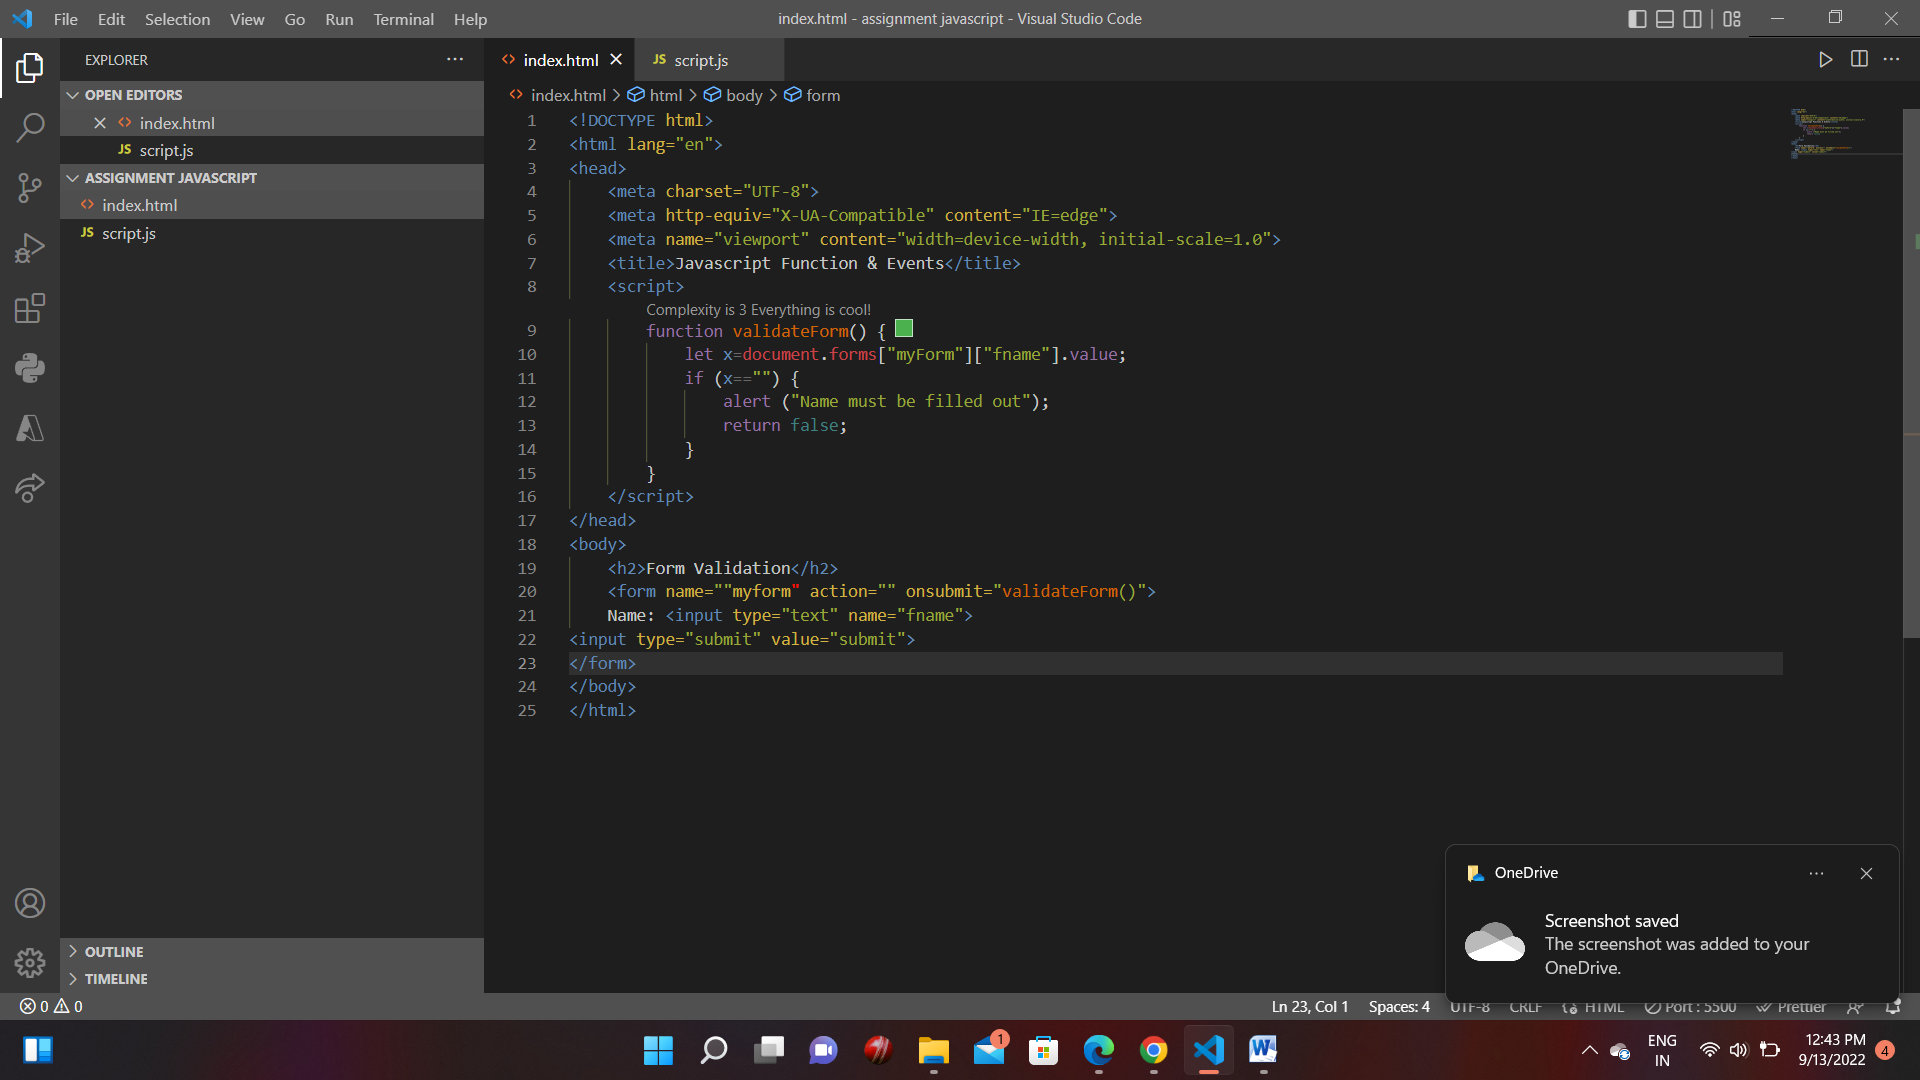 File Edit Selection View Go Run Terminal Help
index.html - assignment javascript - Visual Studio Code
EXPLORER
OPEN EDITORS
index.html
JS script.js
ASSIGNMENT JAVASCRIPT
index.html
JS script.js
OUTLINE
TIMELINE
index.html
JS script.js
index.html > html > body > form
1 <!DOCTYPE html>
2 <html lang="en">
3 <head>
4 <meta charset="UTF-8">
5 <meta http-equiv="X-UA-Compatible" content="IE=edge">
6 <meta name="viewport" content="width=device-width, initial-scale=1.0">
7 <title>Javascript Function & Events</title>
8 <script>
Complexity is 3 Everything is cool!
9 function validateForm() {
10 let x=document.forms["myForm"]["fname"].value;
11 if (x=="") {
12 alert ("Name must be filled out");
13 return false;
14 }
15 }
16 </script>
17 </head>
18 <body>
19 <h2>Form Validation</h2>
20 <form name=""myform" action="" onsubmit="validateForm()">
21 Name: <input type="text" name="fname">
22 <input type="submit" value="submit">
23 </form>
24 </body>
25 </html>
OneDrive
Screenshot saved
The screenshot was added to your
OneDrive.
0 0
Ln 23, Col 1 Spaces: 4 UTF-8 CRLF HTML Port : 5500 Prettier
1
W
ENG
IN
12:43 PM
9/13/2022
4